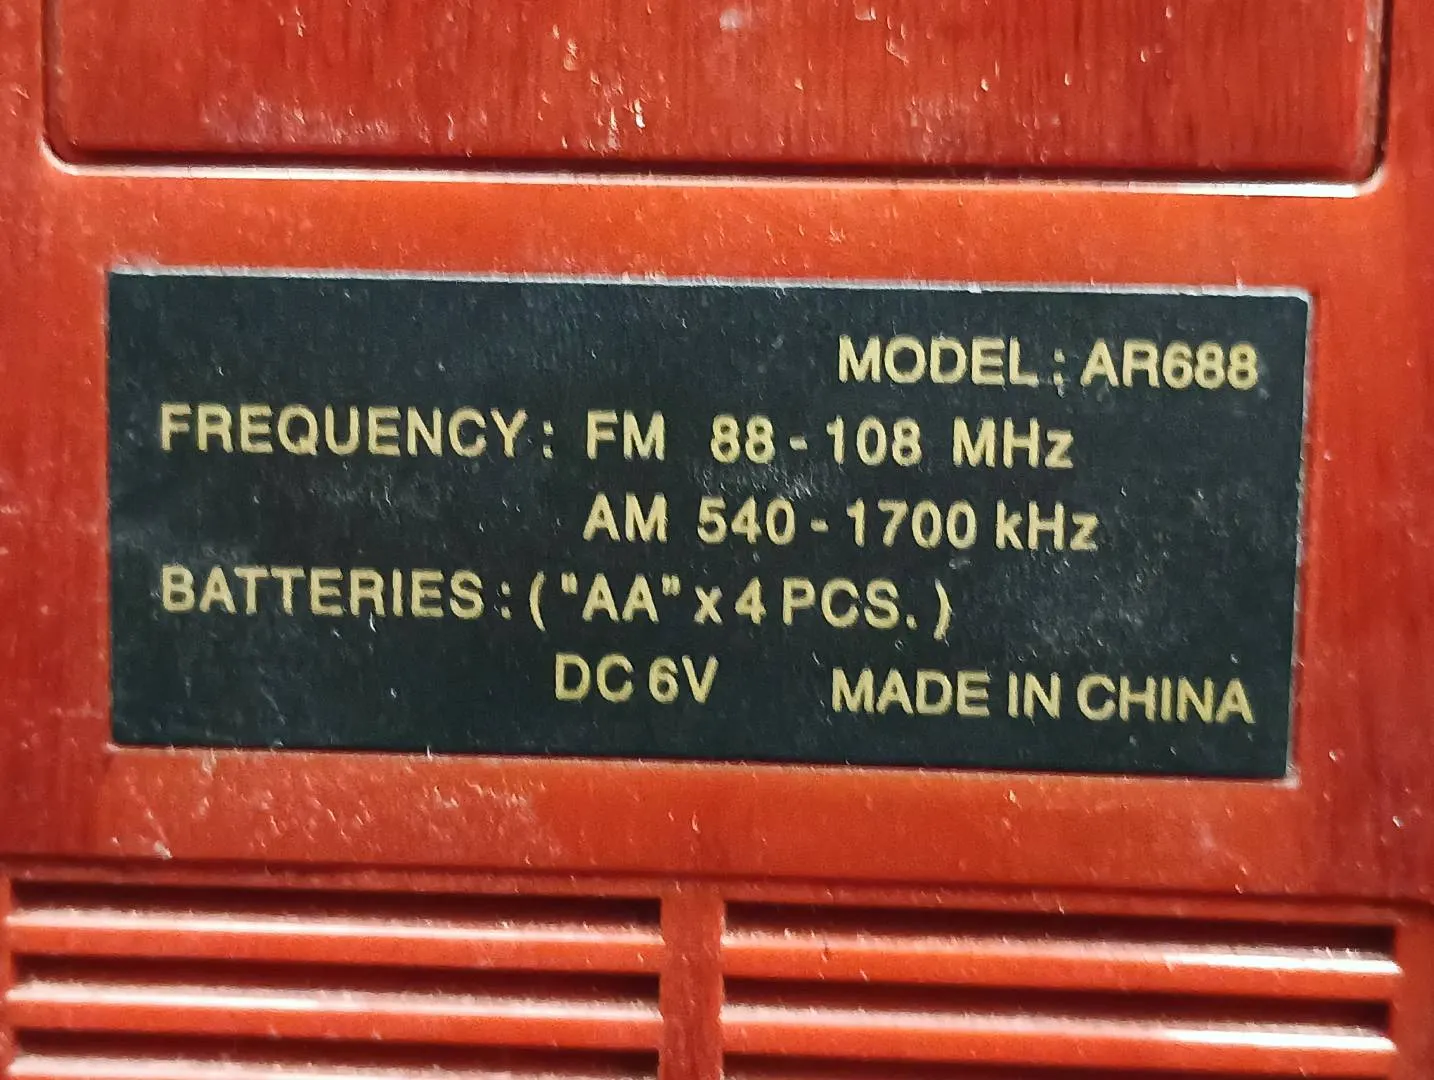 MODEL : AR688
FREQUENCY : FM 88 - 108 MHz
AM 540 - 1700 kHz
BATTERIES : ( "AA" x 4 PCS. )
DC 6V MADE IN CHINA